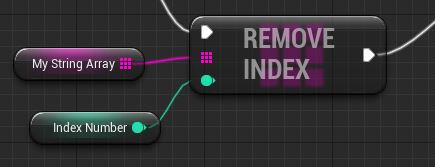 REMOVE
INDEX
My String Array
Index Number